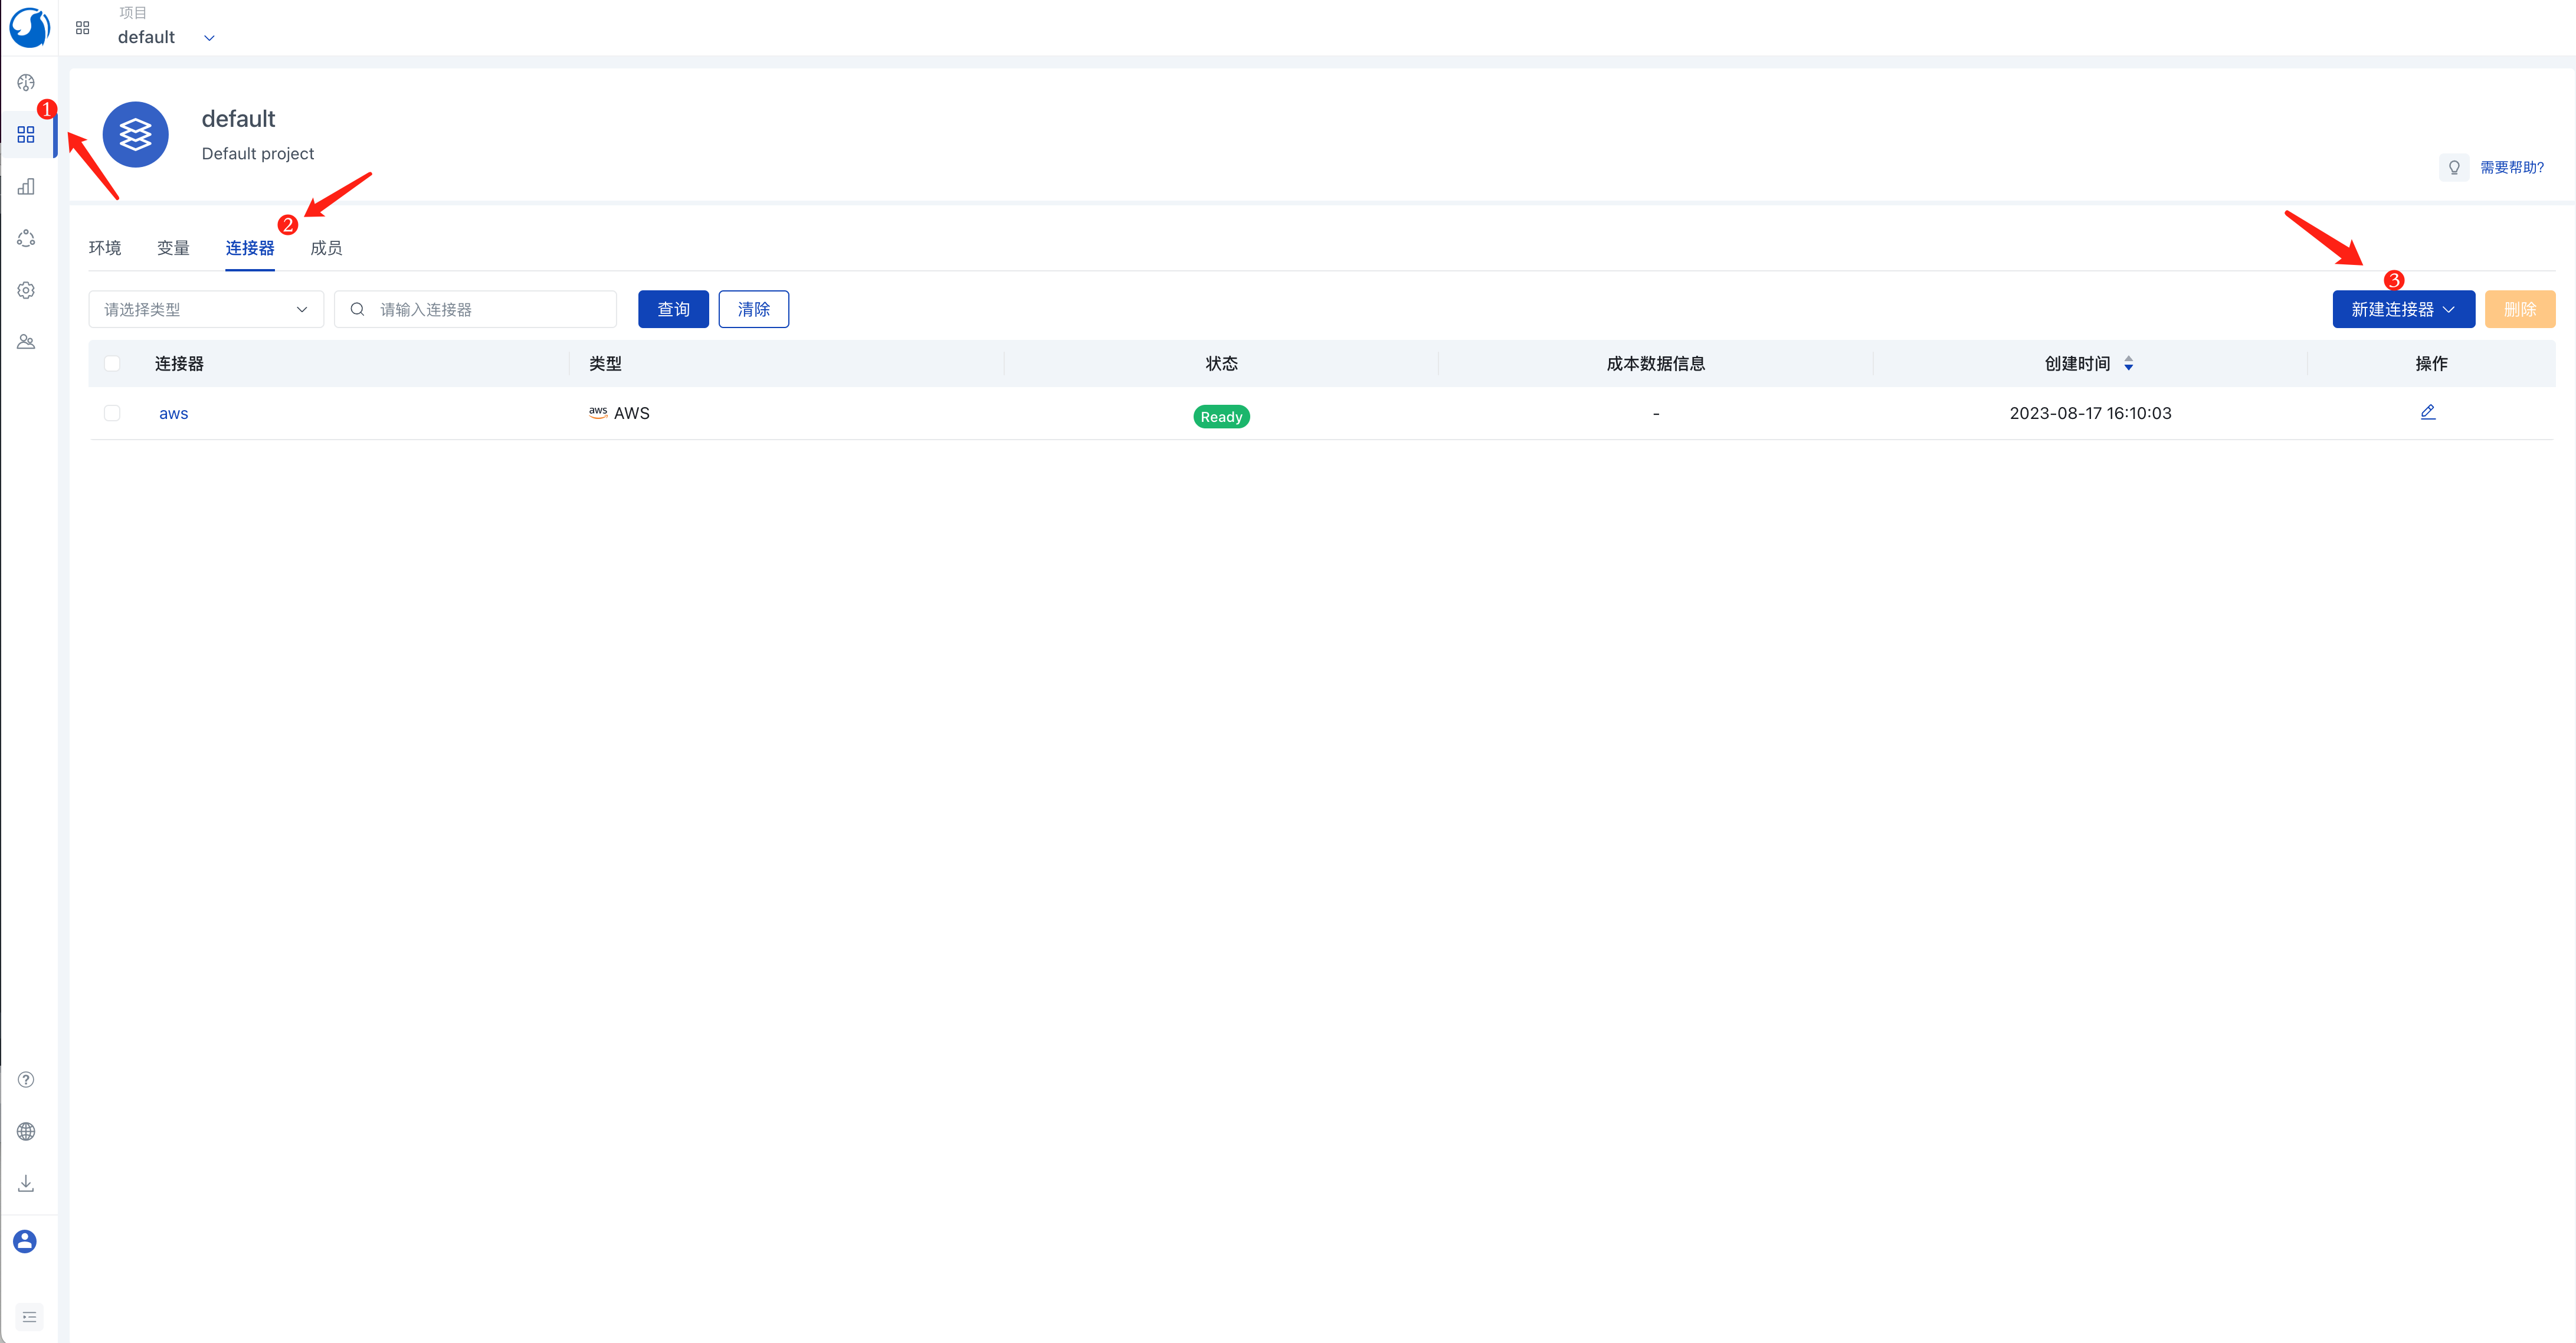 项目
default
1
default
Default project
需要帮助?
2
环境 变量 连接器 成员
3
请选择类型 请输入连接器 查询 清除 新建连接器 删除
连接器 类型 状态 成本数据信息 创建时间 操作
aws aws AWS Ready - 2023-08-17 16:10:03